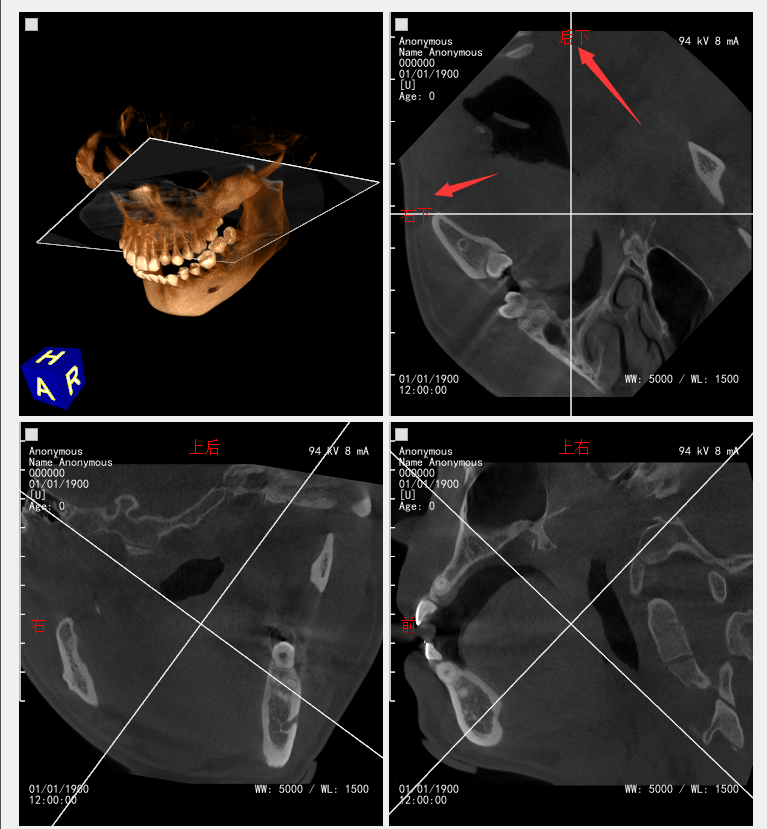 H
A
R
后下
Anonymous
Name^Anonymous
000000
01/01/1900
[U]
Age: 0
94 kV 8 mA
右下
01/01/1900
12:00:00
WW: 5000 / WL: 1500
上后
Anonymous
Name^Anonymous
000000
01/01/1900
[U]
Age: 0
94 kV 8 mA
右
01/01/1900
12:00:00
WW: 5000 / WL: 1500
上右
Anonymous
Name^Anonymous
000000
01/01/1900
[U]
Age: 0
94 kV 8 mA
前
01/01/1900
12:00:00
WW: 5000 / WL: 1500